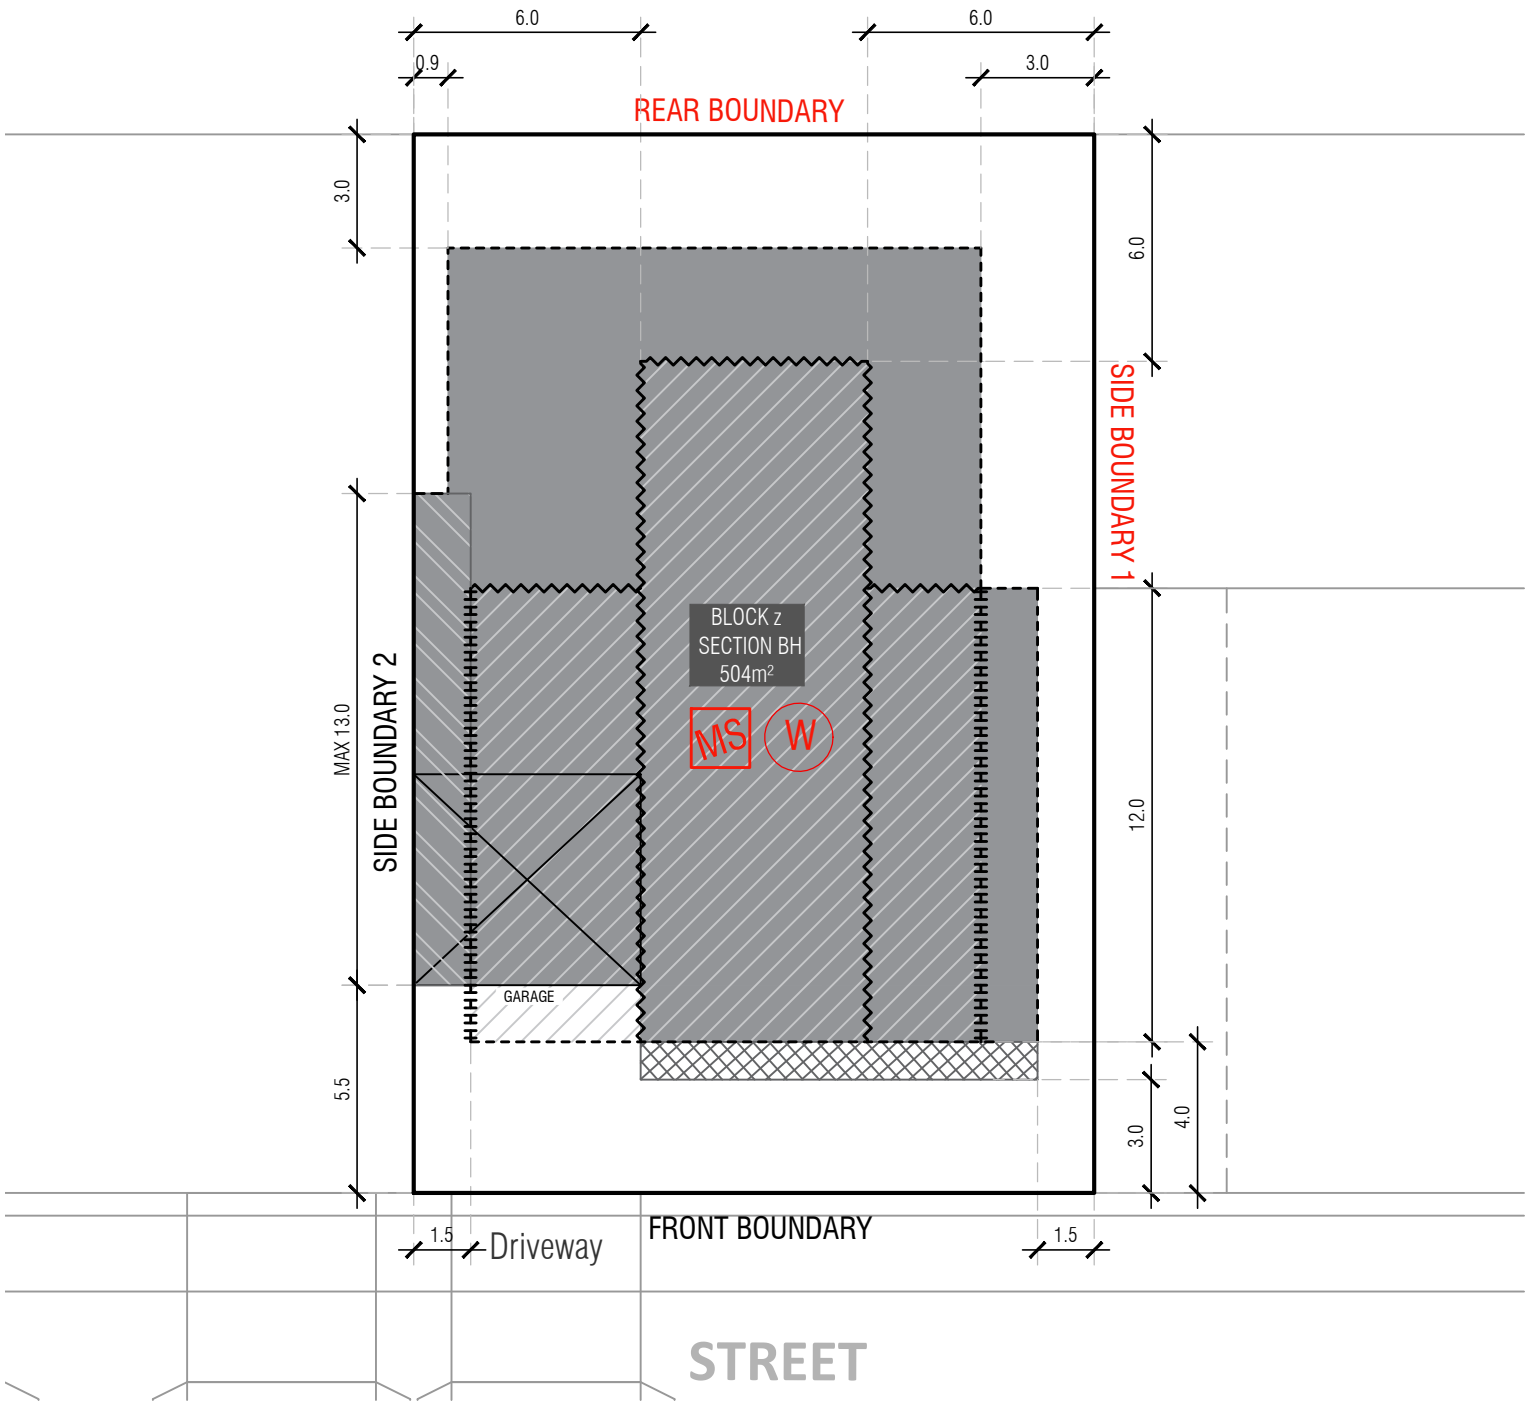 6.0
6.0
0.9
3.0
REAR BOUNDARY
3.0
6.0
SIDE BOUNDARY 1
BLOCK z
SECTION BH
504m²
MS
W
SIDE BOUNDARY 2
MAX 13.0
12.0
GARAGE
5.5
4.0
3.0
FRONT BOUNDARY
1.5
Driveway
1.5
STREET